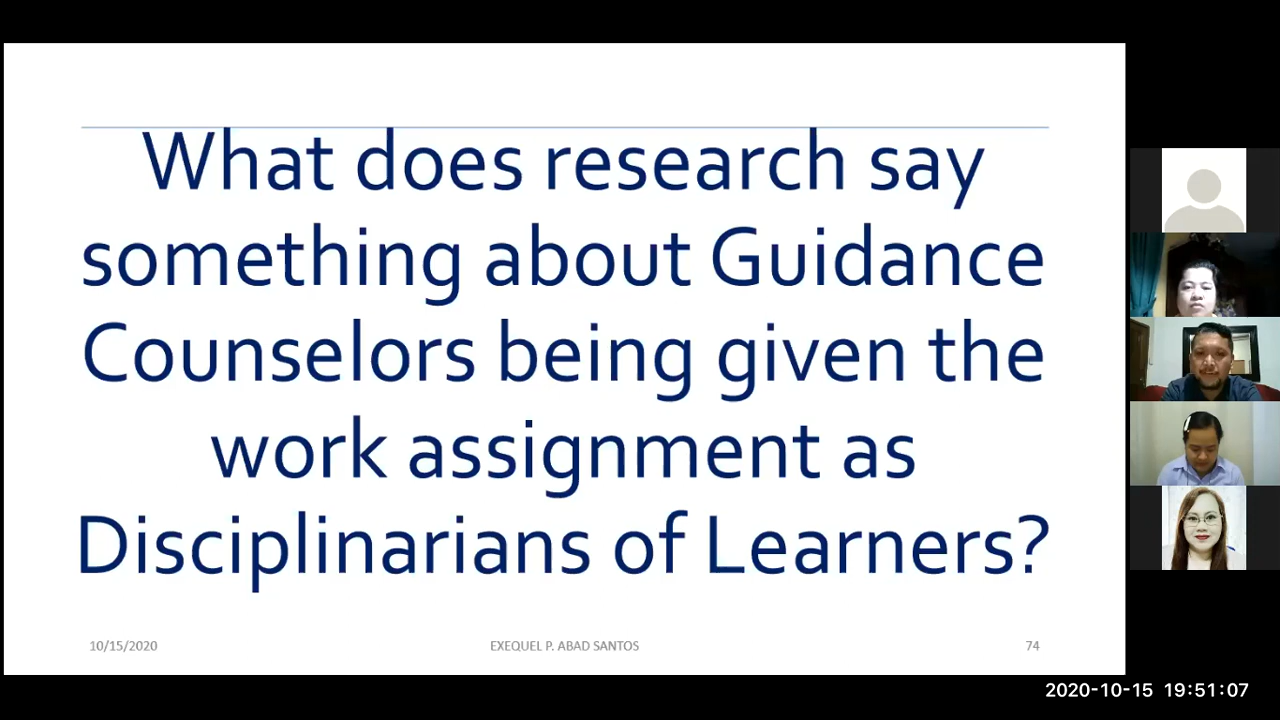 What does research say
something about Guidance
Counselors being given the
work assignment as
Disciplinarians of Learners?
10/15/2020
EXEQUEL P. ABAD SANTOS
74
2020-10-15 19:51:07